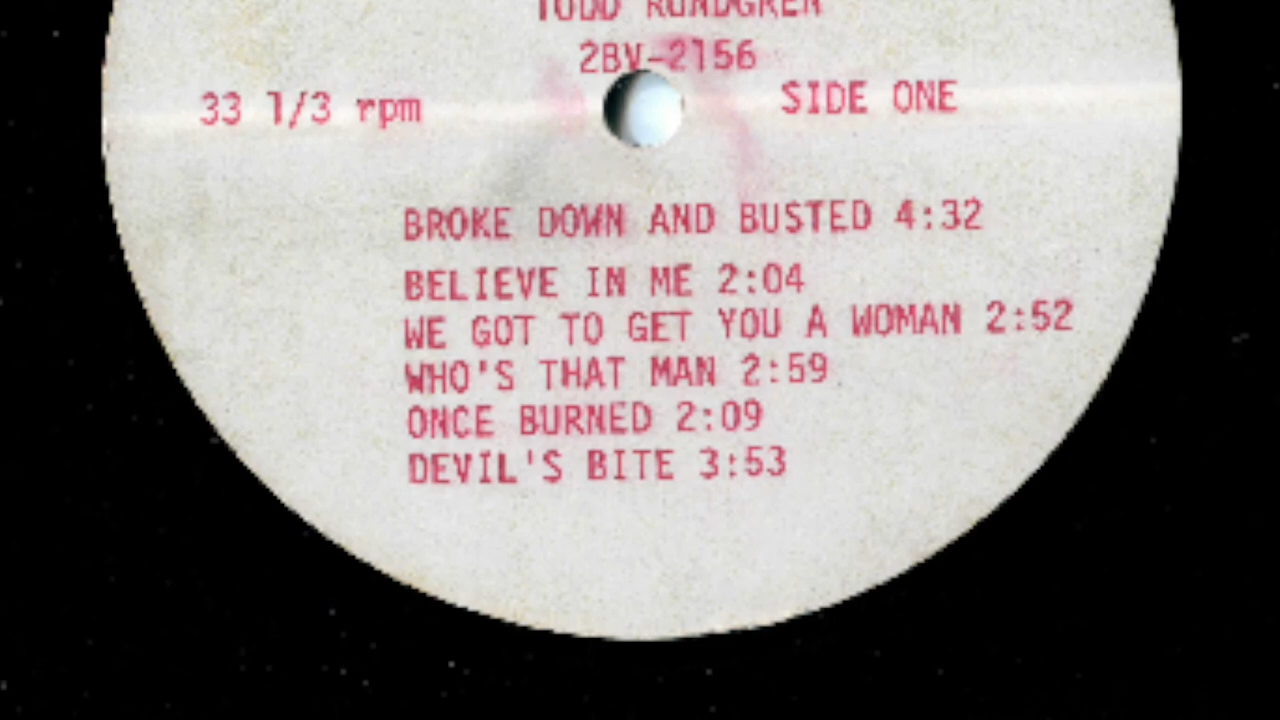 TODD RUNDGREN
2BV-2156
33 1/3 rpm SIDE ONE
BROKE DOWN AND BUSTED 4:32
BELIEVE IN ME 2:04
WE GOT TO GET YOU A WOMAN 2:52
WHO'S THAT MAN 2:59
ONCE BURNED 2:09
DEVIL'S BITE 3:53